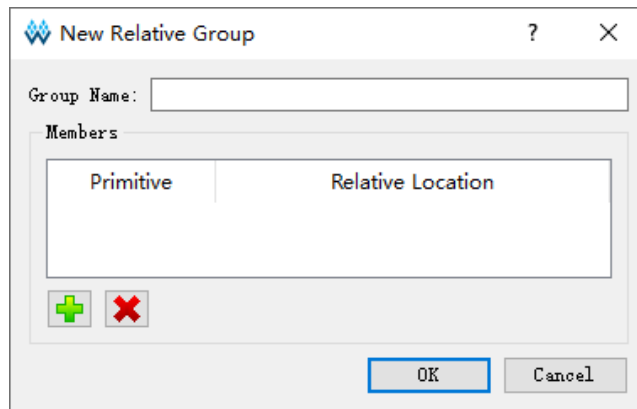 New Relative Group ?
Group Name:
Members
Primitive Relative Location
OK Cancel